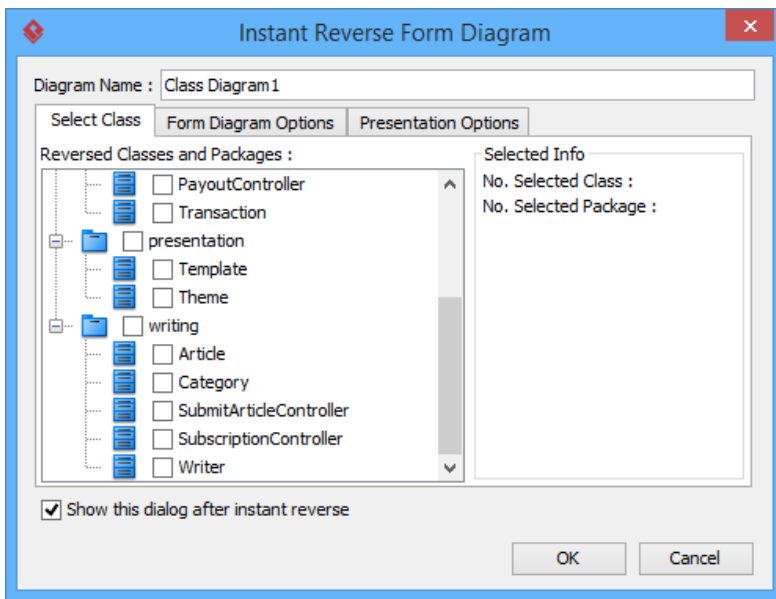 Instant Reverse Form Diagram
Diagram Name : Class Diagram1
Select Class Form Diagram Options Presentation Options
Reversed Classes and Packages :
PayoutController
Transaction
presentation
Template
Theme
writing
Article
Category
SubmitArticleController
SubscriptionController
Writer
Selected Info
No. Selected Class :
No. Selected Package :
Show this dialog after instant reverse
OK Cancel